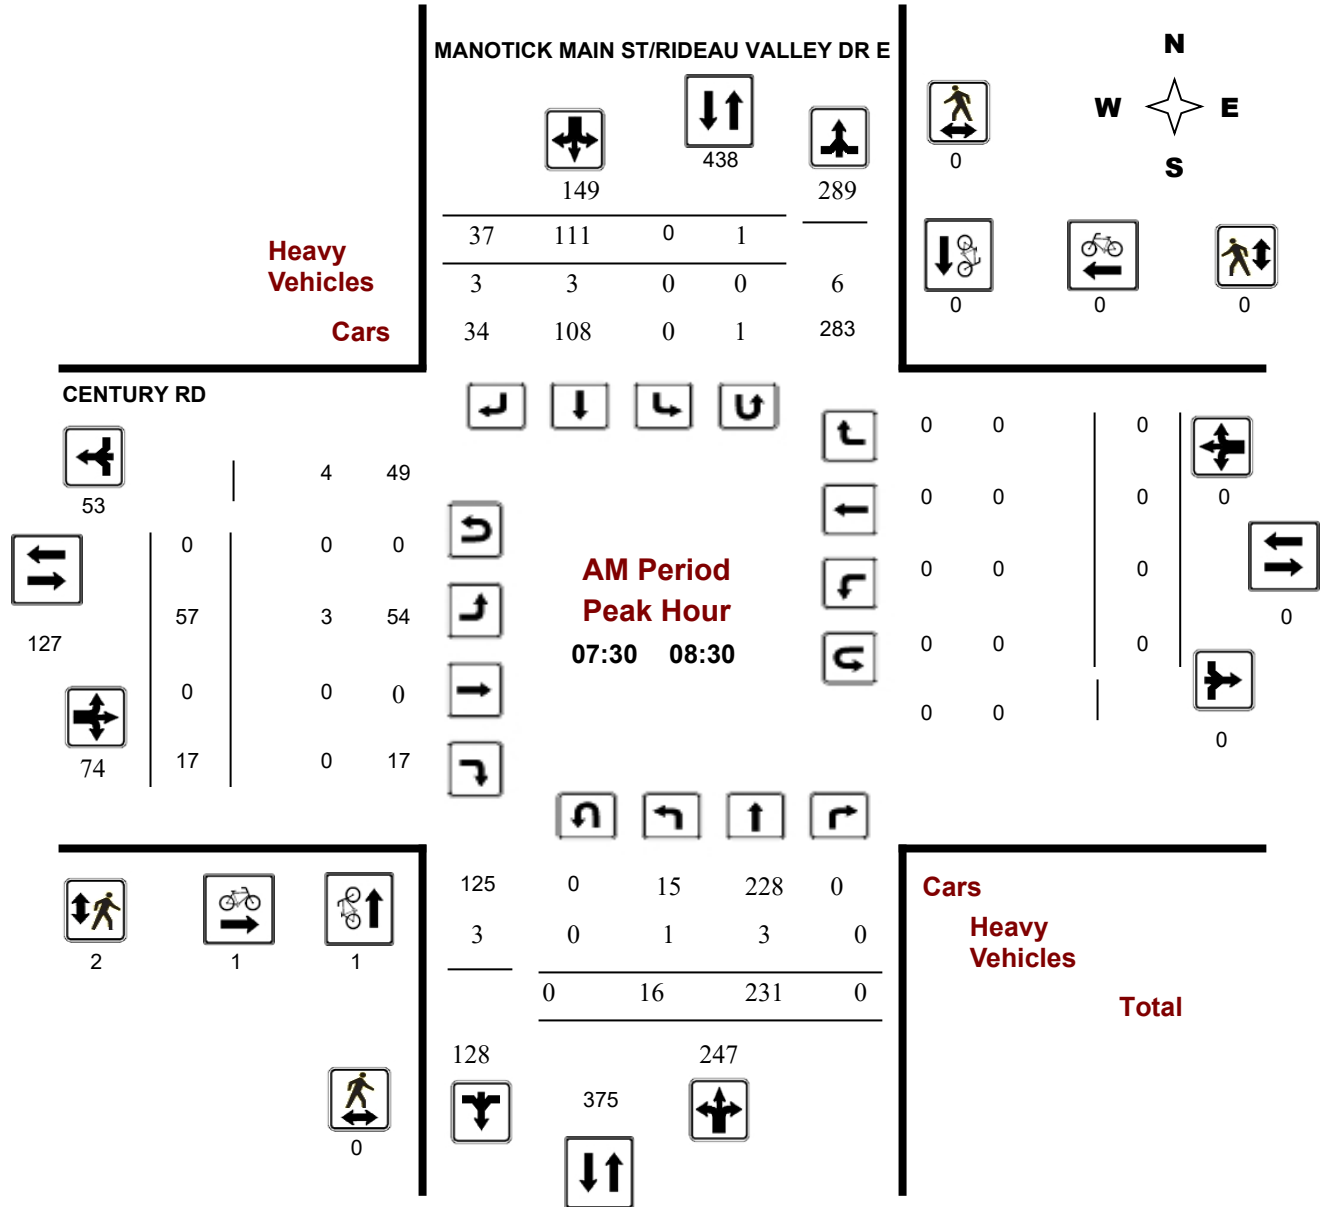 MANOTICK MAIN ST/RIDEAU VALLEY DR E
N
W E
S
438
0
149 289
37 111 0 1
Heavy
Vehicles
3 3 0 0 6
0 0 0
Cars
34 108 0 1 283
CENTURY RD
0 0 0
4 49
53
0 0 0 0
0 0 0
AM Period
0 0 0
Peak Hour
57 3 54
0
127
07:30 08:30
0 0 0
0 0 0
0 0
74
17 0 17
0
125 0 15 228 0
Cars
3 0 1 3 0
Heavy
Vehicles
2 1 1
0 16 231 0
Total
128 247
375
0